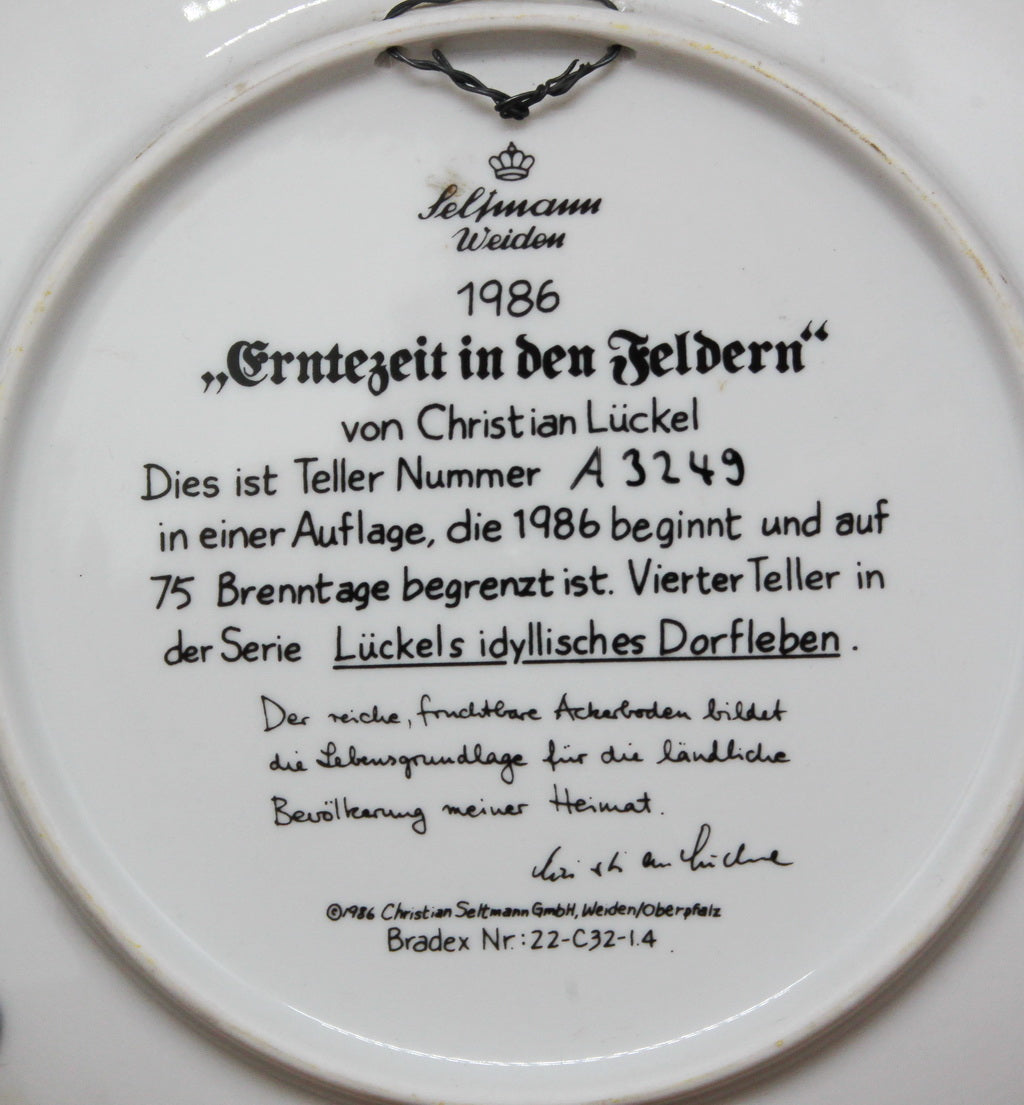 Seltmann
Weiden
1986
„Erntezeit in den Feldern“
von Christian Lückel
Dies ist Teller Nummer A 3249
in einer Auflage, die 1986 beginnt und auf
75 Brenntage begrenzt ist. Vierter Teller in
der Serie Lückels idyllisches Dorfleben.
Der reiche, fruchtbare Ackerboden bildet
die Lebensgrundlage für die ländliche
Bevölkerung meiner Heimat.
Christian Lückel
©1986 Christian Seltmann GmbH, Weiden/Oberpfalz
Bradex Nr.: 22-C32-1.4